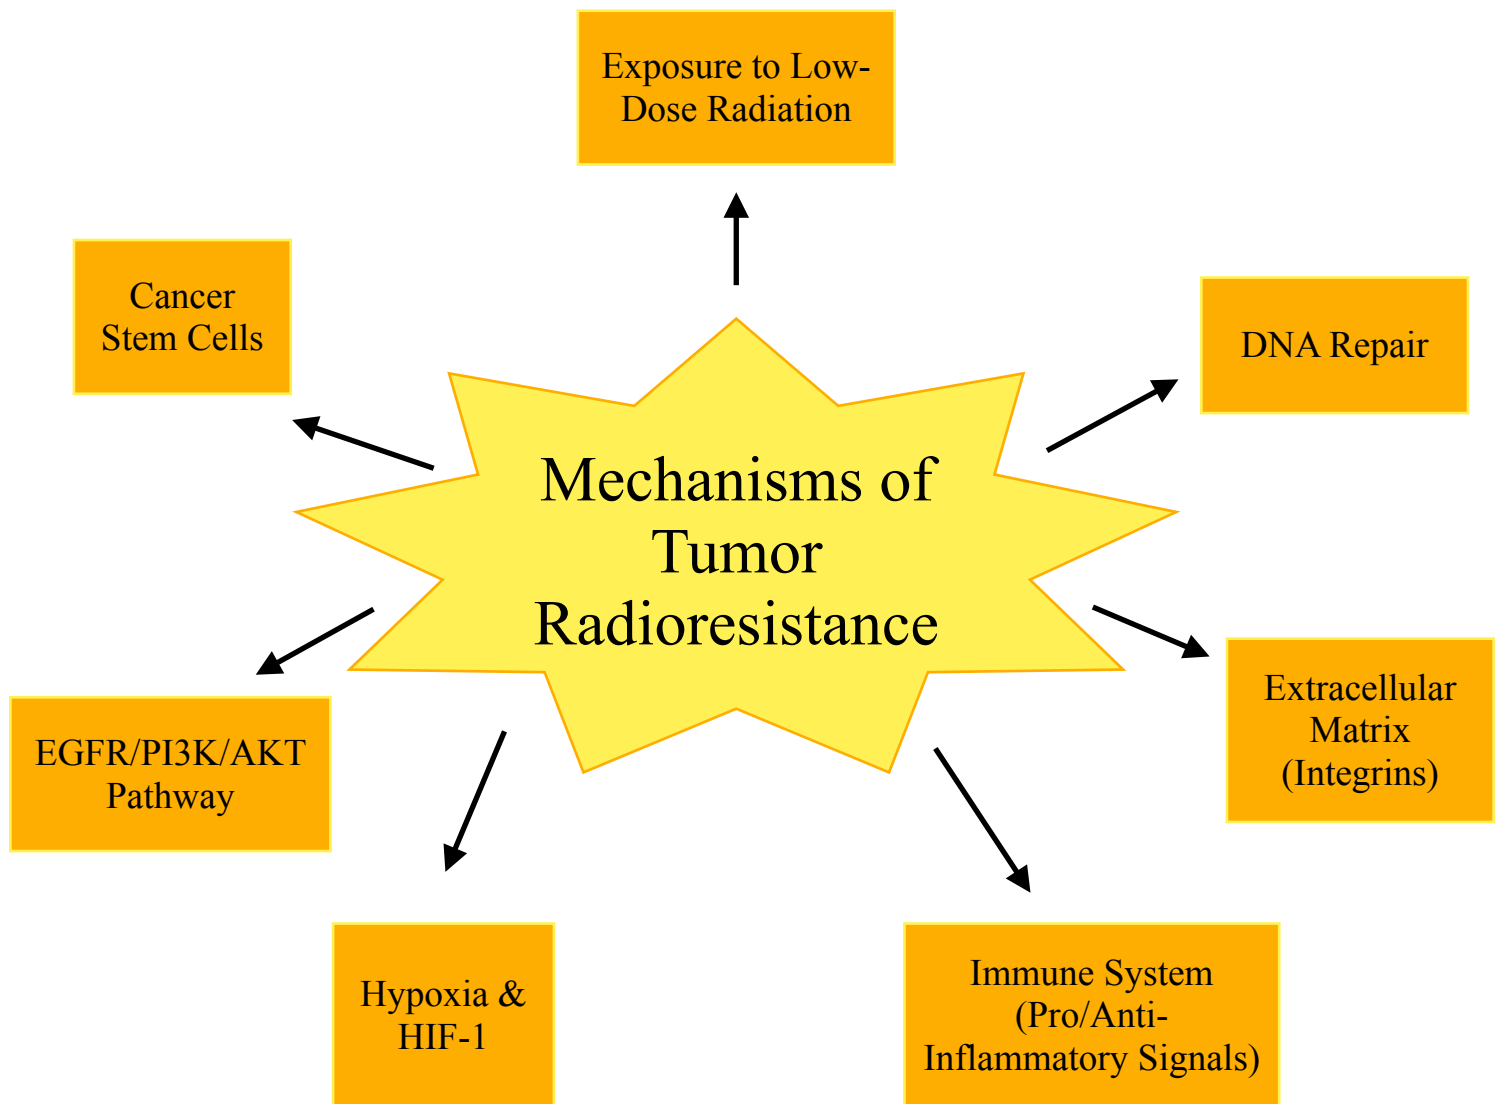 Exposure to Low-
Dose Radiation
Cancer
Stem Cells
DNA Repair
Mechanisms of
Tumor
Radioresistance
Extracellular
Matrix
(Integrins)
EGFR/PI3K/AKT
Pathway
Hypoxia &
HIF-1
Immune System
(Pro/Anti-
Inflammatory Signals)